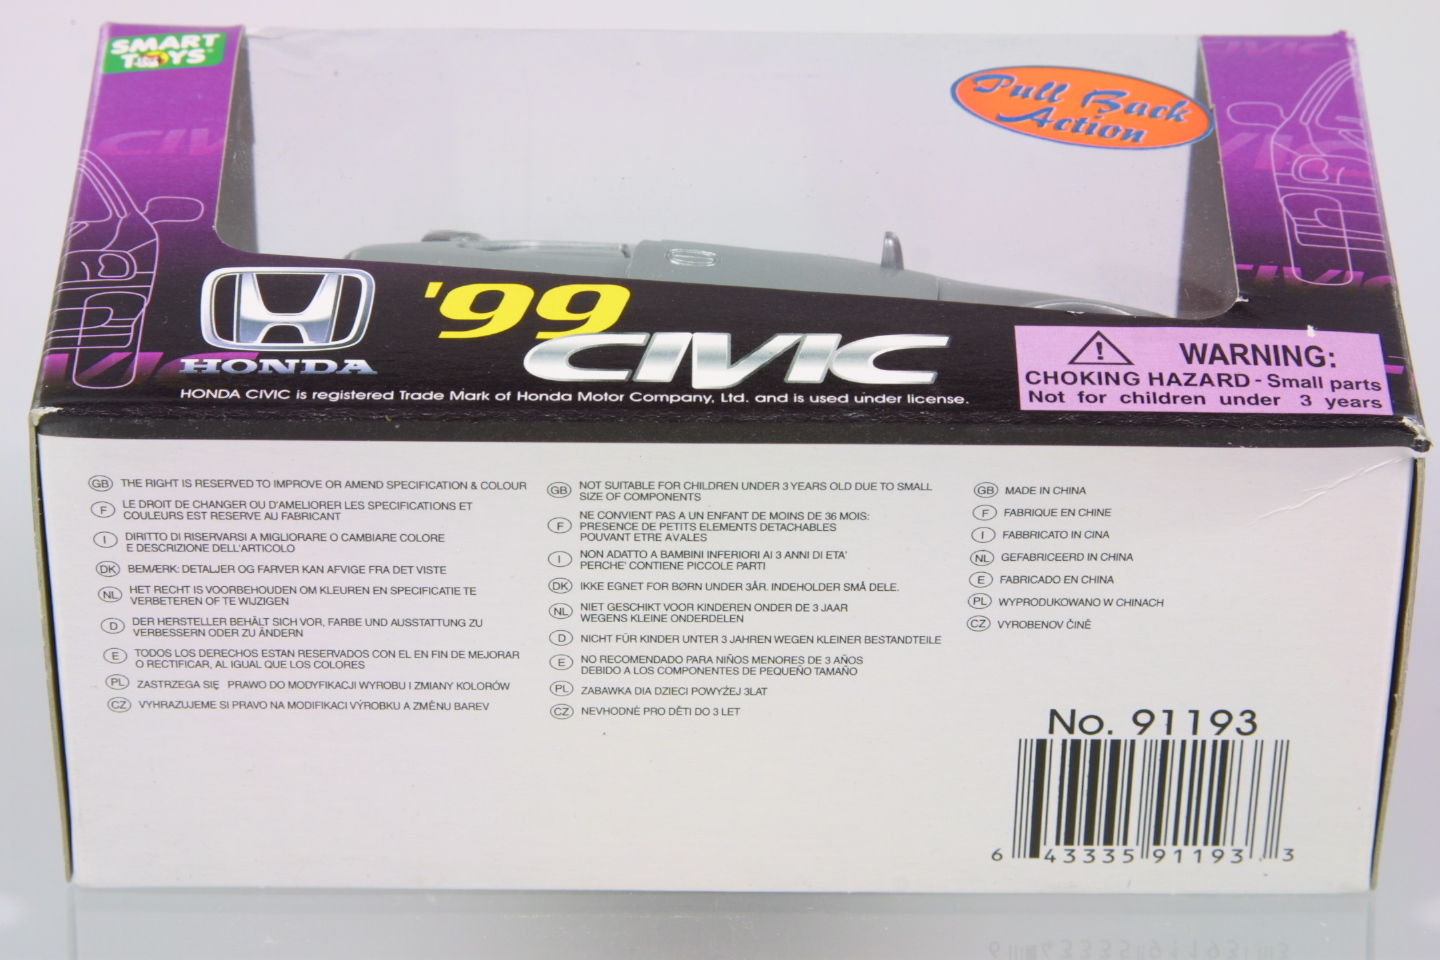 SMART
TOYS
CIVIC
Pull Back
Action
CIV
CIVIC
'99
CIVIC
HONDA
HONDA CIVIC is registered Trade Mark of Honda Motor Company, Ltd. and is used under license.
WARNING:
CHOKING HAZARD - Small parts
Not for children under 3 years
GB THE RIGHT IS RESERVED TO IMPROVE OR AMEND SPECIFICATION & COLOUR
F LE DROIT DE CHANGER OU D'AMELIORER LES SPECIFICATIONS ET
COULEURS EST RESERVE AU FABRICANT
I DIRITTO DI RISERVARSI A MIGLIORARE O CAMBIARE COLORE
E DESCRIZIONE DELL'ARTICOLO
DK BEMÆRK: DETALJER OG FARVER KAN AFVIGE FRA DET VISTE
NL HET RECHT IS VOORBEHOUDEN OM KLEUREN EN SPECIFICATIE TE
VERBETEREN OF TE WIJZIGEN
D DER HERSTELLER BEHÄLT SICH VOR, FARBE UND AUSSTATTUNG ZU
VERBESSERN ODER ZU ÄNDERN
E TODOS LOS DERECHOS ESTAN RESERVADOS CON EL EN FIN DE MEJORAR
O RECTIFICAR, AL IGUAL QUE LOS COLORES
PL ZASTRZEGA SIĘ PRAWO DO MODYFIKACJI WYROBU I ZMIANY KOLORÓW
CZ VYHRAZUJEME SI PRAVO NA MODIFIKACI VÝROBKU A ZMĚNU BAREV
GB NOT SUITABLE FOR CHILDREN UNDER 3 YEARS OLD DUE TO SMALL
SIZE OF COMPONENTS
F NE CONVIENT PAS A UN ENFANT DE MOINS DE 36 MOIS:
PRESENCE DE PETITS ELEMENTS DETACHABLES
POUVANT ETRE AVALES
I NON ADATTO A BAMBINI INFERIORI AI 3 ANNI DI ETA'
PERCHE' CONTIENE PICCOLE PARTI
DK IKKE EGNET FOR BØRN UNDER 3ÅR. INDEHOLDER SMÅ DELE.
NL NIET GESCHIKT VOOR KINDEREN ONDER DE 3 JAAR
WEGENS KLEINE ONDERDELEN
D NICHT FÜR KINDER UNTER 3 JAHREN WEGEN KLEINER BESTANDTEILE
E NO RECOMENDADO PARA NIÑOS MENORES DE 3 AÑOS
DEBIDO A LOS COMPONENTES DE PEQUEÑO TAMAÑO
PL ZABAWKA DIA DZIECI POWYŻEJ 3LAT
CZ NEVHODNÉ PRO DĚTI DO 3 LET
GB MADE IN CHINA
F FABRIQUE EN CHINE
I FABBRICATO IN CINA
NL GEFABRICEERD IN CHINA
E FABRICADO EN CHINA
PL WYPRODUKOWANO W CHINACH
CZ VYROBENOV ČINĚ
No. 91193
6 43335 91193 3